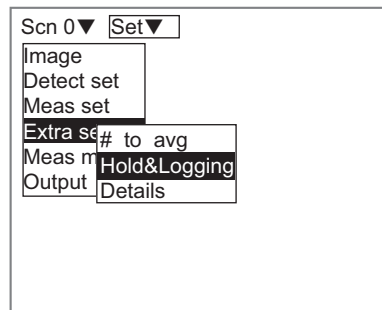 Scn 0▼ Set▼
Image
Detect set
Meas set
Extra se
# to avg
Meas m
Hold&Logging
Output
Details